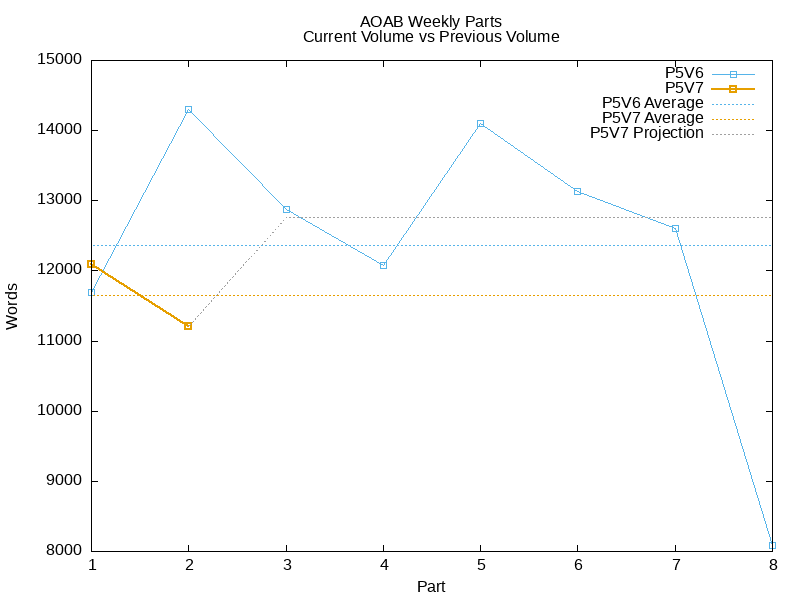 AOAB Weekly Parts
Current Volume vs Previous Volume
15000
14000
13000
12000
11000
10000
9000
8000
Words
P5V6
P5V7
P5V6 Average
P5V7 Average
P5V7 Projection
1 2 3 4 5 6 7 8
Part